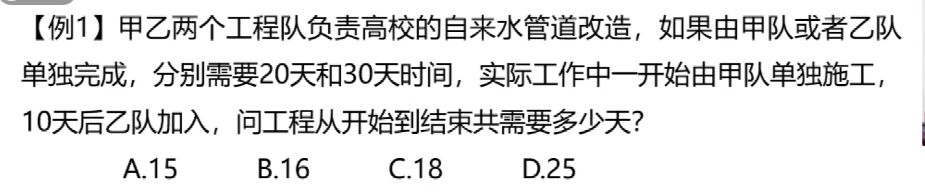 【例1】甲乙两个工程队负责高校的自来水管道改造，如果由甲队或者乙队
单独完成，分别需要20天和30天时间，实际工作中一开始由甲队单独施工，
10天后乙队加入，问工程从开始到结束共需要多少天？
A.15 B.16 C.18 D.25